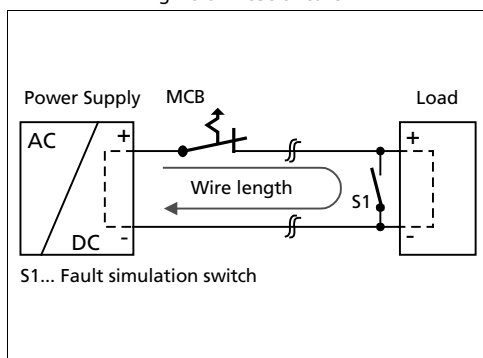 Power Supply MCB Load
AC + +
Wire length
S1
DC - -
S1... Fault simulation switch